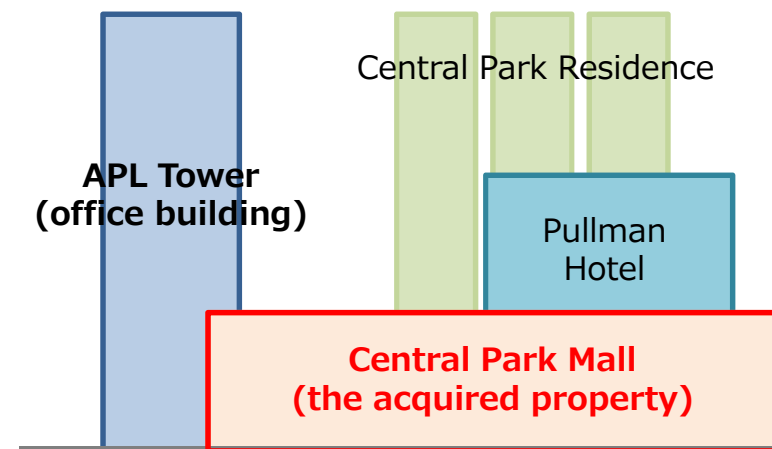 Central Park Residence
APL Tower
(office building)
Pullman
Hotel
Central Park Mall
(the acquired property)